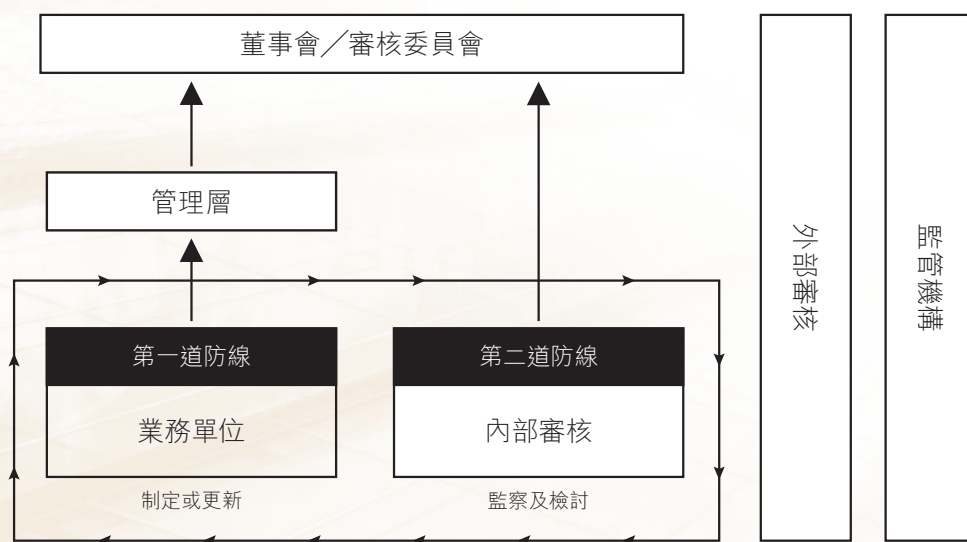 董事會／審核委員會
管理層
第一道防線
業務單位
制定或更新
第二道防線
內部審核
監察及檢討
外部審核
監管機構